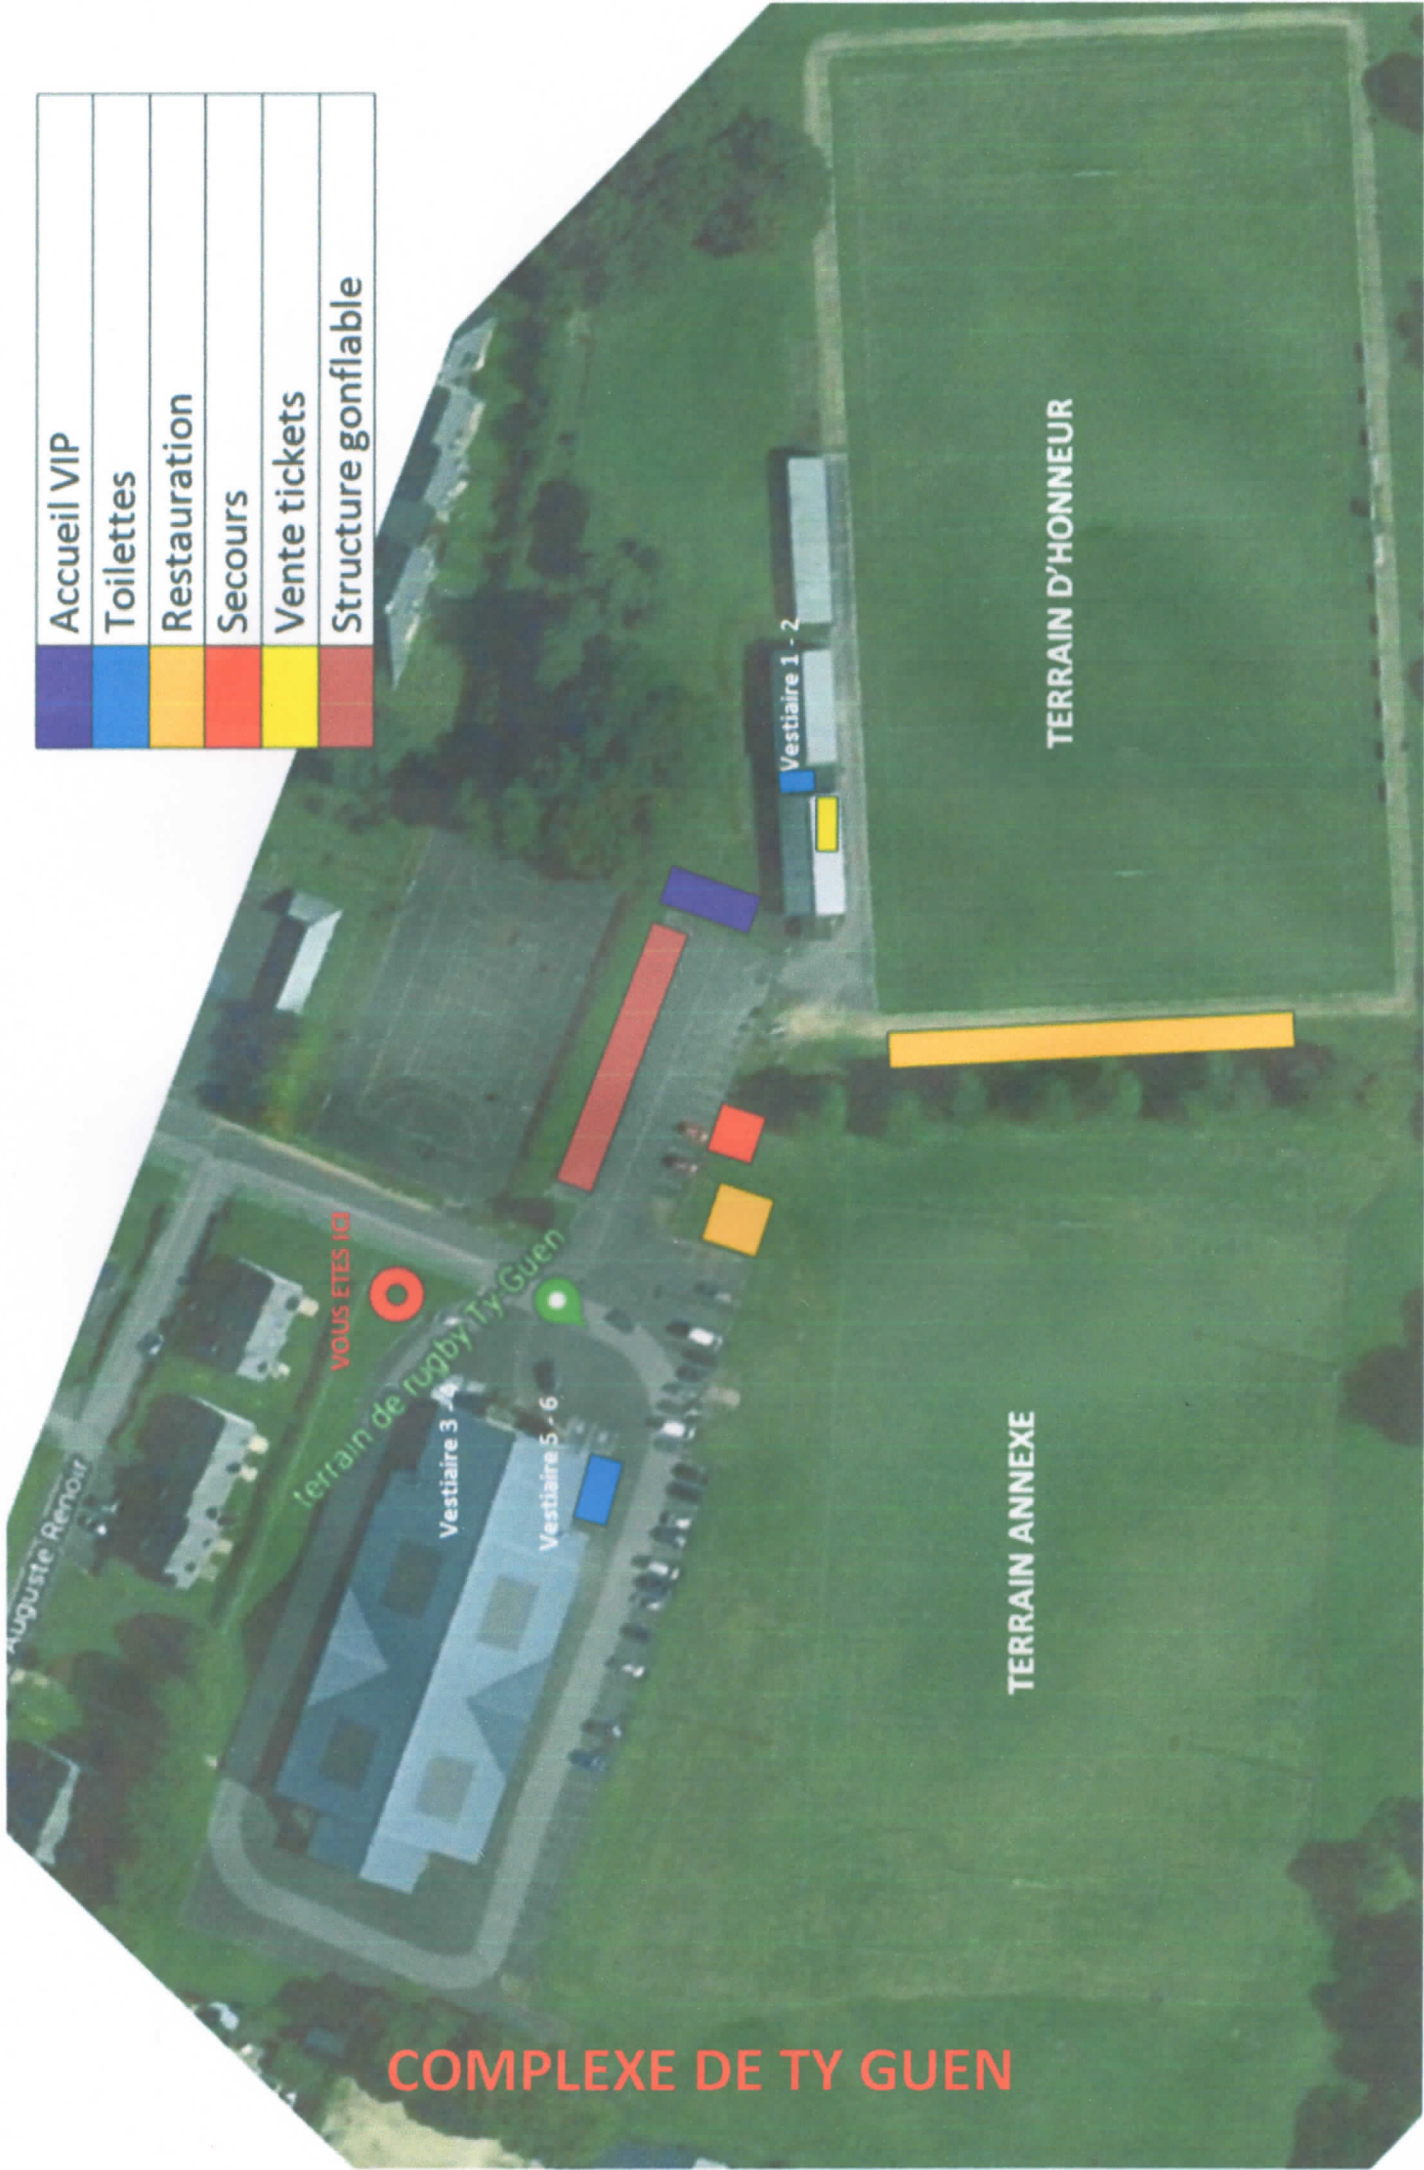 Accueil VIP
Toilettes
Restauration
Secours
Vente tickets
Structure gonflable
Auguste Renoir
VOUS ETES ICI
terrain de rugby Ty Guen
Vestiaire 3 - 4
Vestiaire 5 - 6
Vestiaire 1 - 2
TERRAIN D'HONNEUR
TERRAIN ANNEXE
COMPLEXE DE TY GUEN